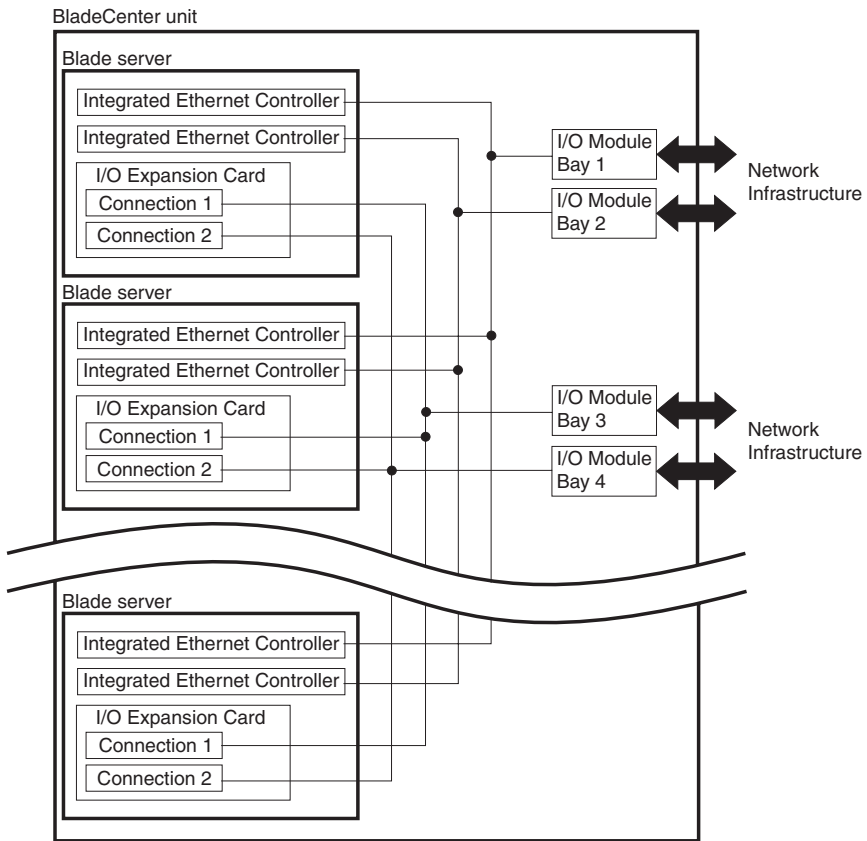 BladeCenter unit
Blade server
Integrated Ethernet Controller
Integrated Ethernet Controller
I/O Expansion Card
Connection 1
Connection 2
I/O Module
Bay 1
I/O Module
Bay 2
Network
Infrastructure
Blade server
Integrated Ethernet Controller
Integrated Ethernet Controller
I/O Expansion Card
Connection 1
Connection 2
I/O Module
Bay 3
I/O Module
Bay 4
Network
Infrastructure
Blade server
Integrated Ethernet Controller
Integrated Ethernet Controller
I/O Expansion Card
Connection 1
Connection 2